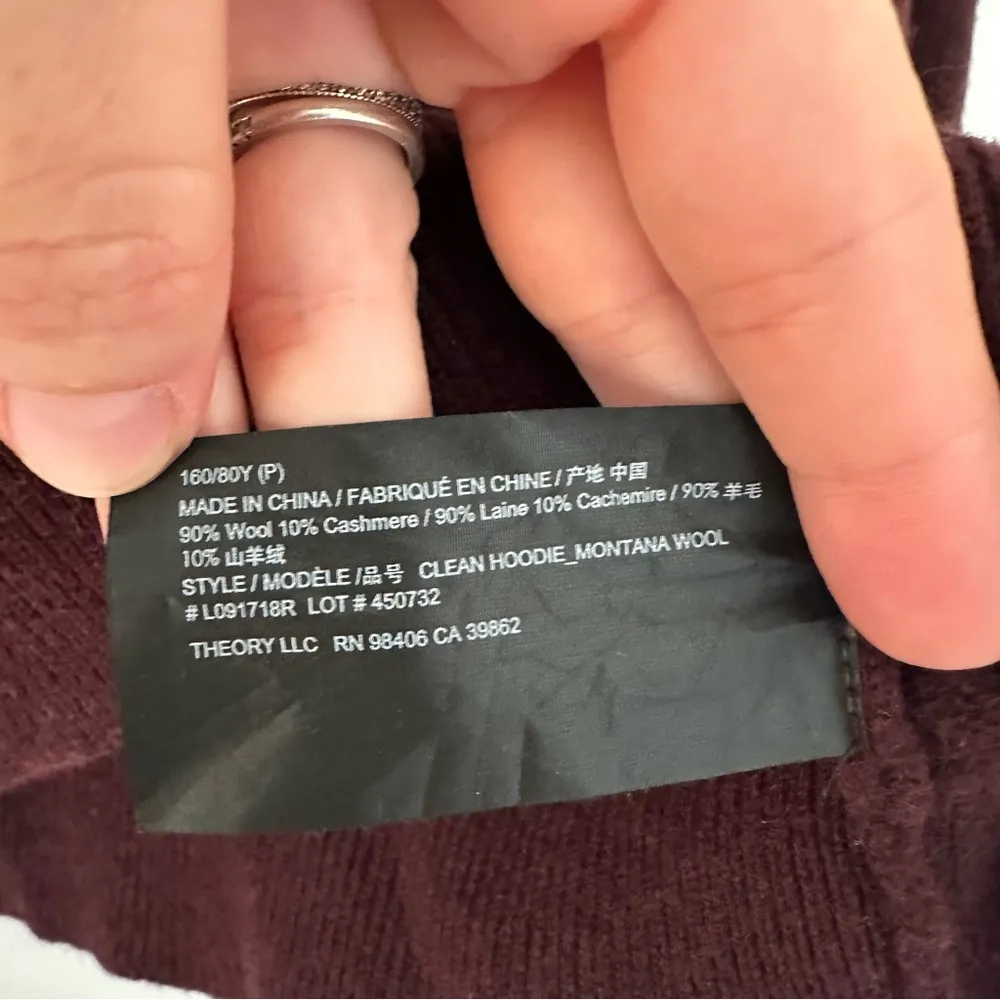 160/80Y (P)
MADE IN CHINA / FABRIQUÉ EN CHINE / 产地 中国
90% Wool 10% Cashmere / 90% Laine 10% Cachemire / 90% 羊毛
10% 山羊绒
STYLE / MODÈLE /品号 CLEAN HOODIE_MONTANA WOOL
# L091718R LOT # 450732
THEORY LLC RN 98406 CA 39862